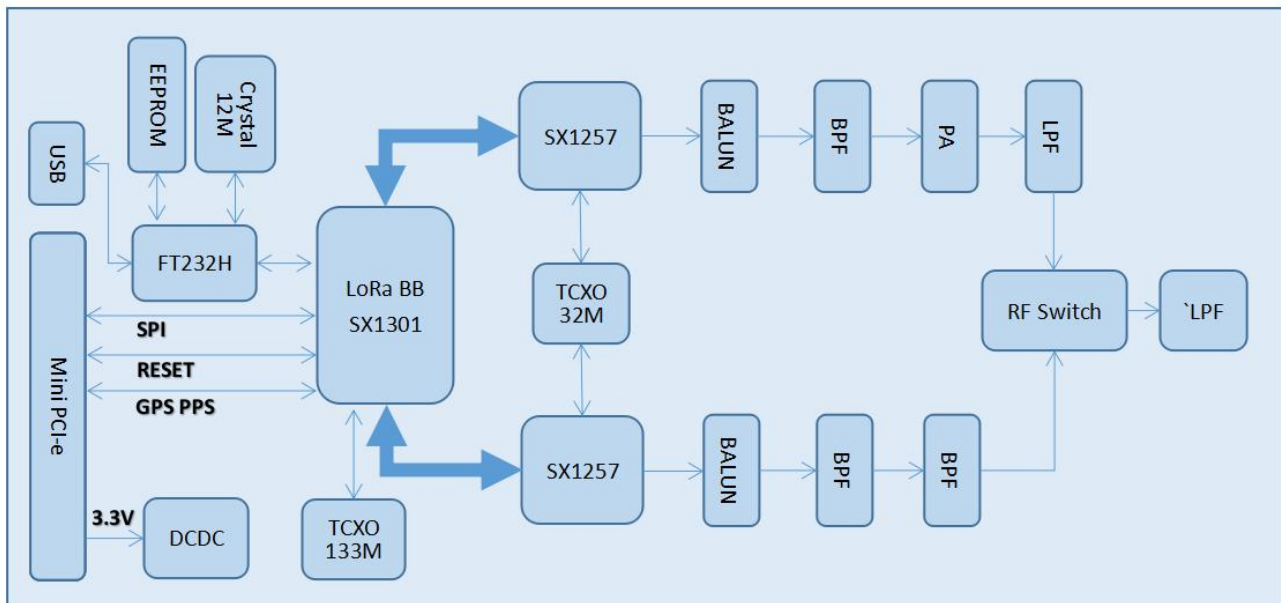 EEPROM
Crystal
12M
USB
FT232H
Mini PCI-e
SPI
RESET
GPS PPS
3.3V
DCDC
LoRa BB
SX1301
TCXO
133M
SX1257
BALUN
BPF
PA
LPF
TCXO
32M
RF Switch
`LPF
SX1257
BALUN
BPF
BPF